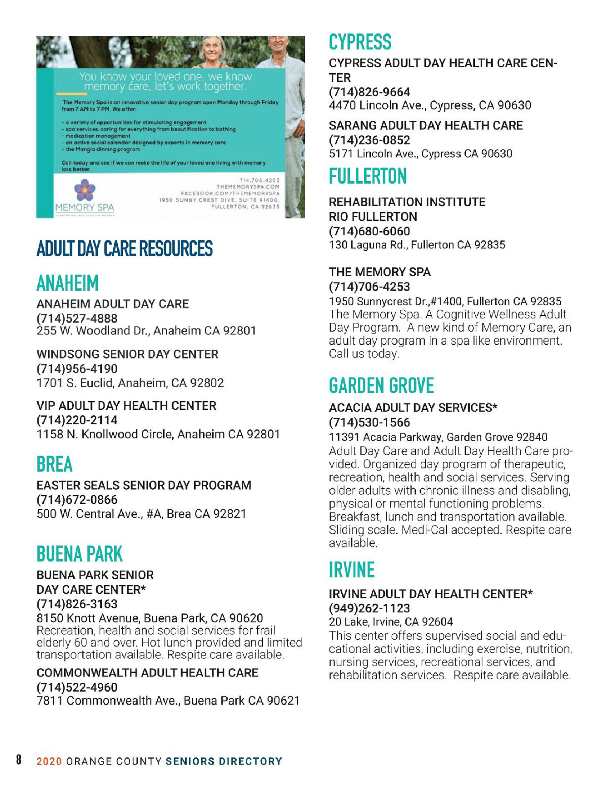 You know your loved one, we know
memory care, let's work together.
The Memory Spa is an innovative senior day program open Monday through Friday
from 7 AM to 7 PM. We offer:
- a variety of opportunities for stimulating engagement
- spa services, caring for everything from beautification to bathing
- medication management
- an active social calendar designed by experts in memory care
- the Mangia dinning program
Call today and see if we can make the life of your loved one living with memory
loss better.
714.706.4253
THEMEMORYSPA.COM
FACEBOOK.COM/THEMEMORYSPA
1950 SUNNY CREST DIVE. SUITE #1400.
FULLERTON, CA 92835
MEMORY SPA
ADULT DAY CARE RESOURCES
ANAHEIM
ANAHEIM ADULT DAY CARE
(714)527-4888
255 W. Woodland Dr., Anaheim CA 92801
WINDSONG SENIOR DAY CENTER
(714)956-4190
1701 S. Euclid, Anaheim, CA 92802
VIP ADULT DAY HEALTH CENTER
(714)220-2114
1158 N. Knollwood Circle, Anaheim CA 92801
BREA
EASTER SEALS SENIOR DAY PROGRAM
(714)672-0866
500 W. Central Ave., #A, Brea CA 92821
BUENA PARK
BUENA PARK SENIOR
DAY CARE CENTER*
(714)826-3163
8150 Knott Avenue, Buena Park, CA 90620
Recreation, health and social services for frail
elderly 60 and over. Hot lunch provided and limited
transportation available. Respite care available.
COMMONWEALTH ADULT HEALTH CARE
(714)522-4960
7811 Commonwealth Ave., Buena Park CA 90621
CYPRESS
CYPRESS ADULT DAY HEALTH CARE CEN-
TER
(714)826-9664
4470 Lincoln Ave., Cypress, CA 90630
SARANG ADULT DAY HEALTH CARE
(714)236-0852
5171 Lincoln Ave., Cypress CA 90630
FULLERTON
REHABILITATION INSTITUTE
RIO FULLERTON
(714)680-6060
130 Laguna Rd., Fullerton CA 92835
THE MEMORY SPA
(714)706-4253
1950 Sunnycrest Dr.,#1400, Fullerton CA 92835
The Memory Spa. A Cognitive Wellness Adult
Day Program. A new kind of Memory Care, an
adult day program in a spa like environment.
Call us today.
GARDEN GROVE
ACACIA ADULT DAY SERVICES*
(714)530-1566
11391 Acacia Parkway, Garden Grove 92840
Adult Day Care and Adult Day Health Care pro-
vided. Organized day program of therapeutic,
recreation, health and social services. Serving
older adults with chronic illness and disabling,
physical or mental functioning problems.
Breakfast, lunch and transportation available.
Sliding scale. Medi-Cal accepted. Respite care
available.
IRVINE
IRVINE ADULT DAY HEALTH CENTER*
(949)262-1123
20 Lake, Irvine, CA 92604
This center offers supervised social and edu-
cational activities, including exercise, nutrition,
nursing services, recreational services, and
rehabilitation services. Respite care available.
8 2020 ORANGE COUNTY SENIORS DIRECTORY